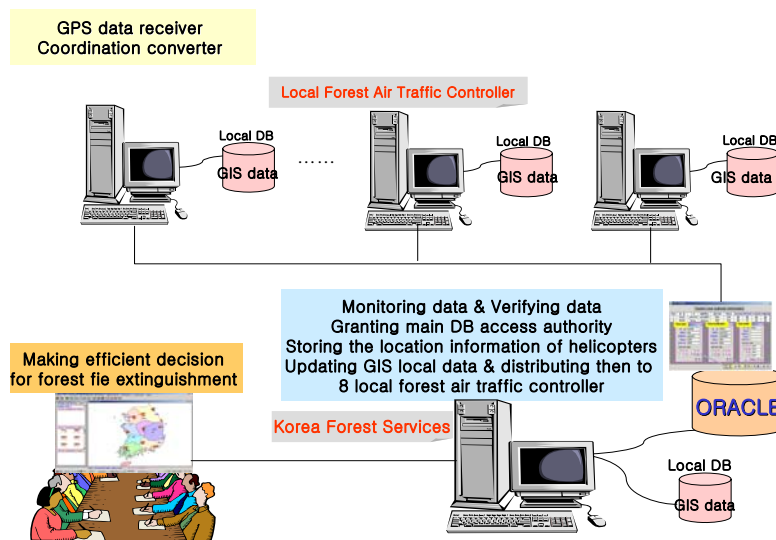 GPS data receiver
Coordination converter
Local Forest Air Traffic Controller
Local DB
GIS data
......
Local DB
GIS data
Local DB
GIS data
Monitoring data & Verifying data
Granting main DB access authority
Storing the location information of helicopters
Updating GIS local data & distributing then to
8 local forest air traffic controller
Making efficient decision
for forest fie extinguishment
ORACLE
Korea Forest Services
Local DB
GIS data